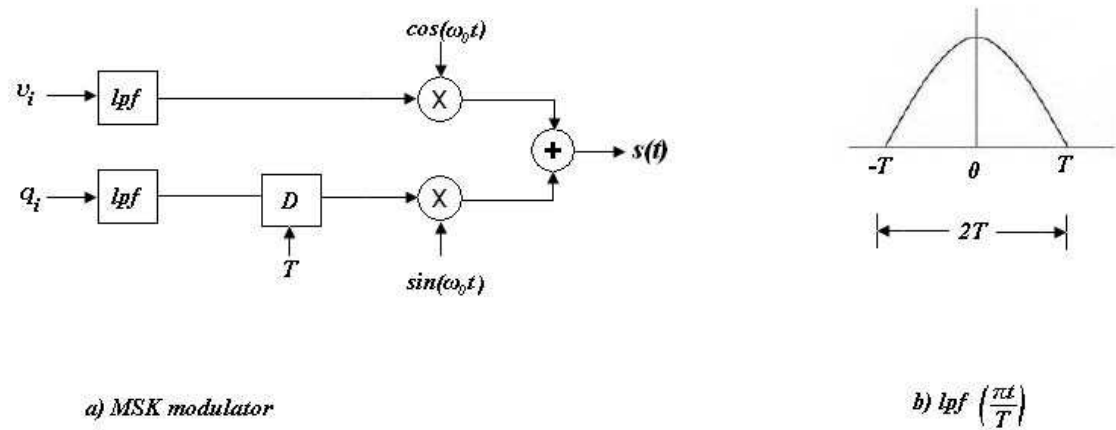 cos(ω₀t)
υᵢ
lpf
X
+
s(t)
qᵢ
lpf
D
X
T
sin(ω₀t)
a) MSK modulator
-T
0
T
2T
b) lpf (πt/T)